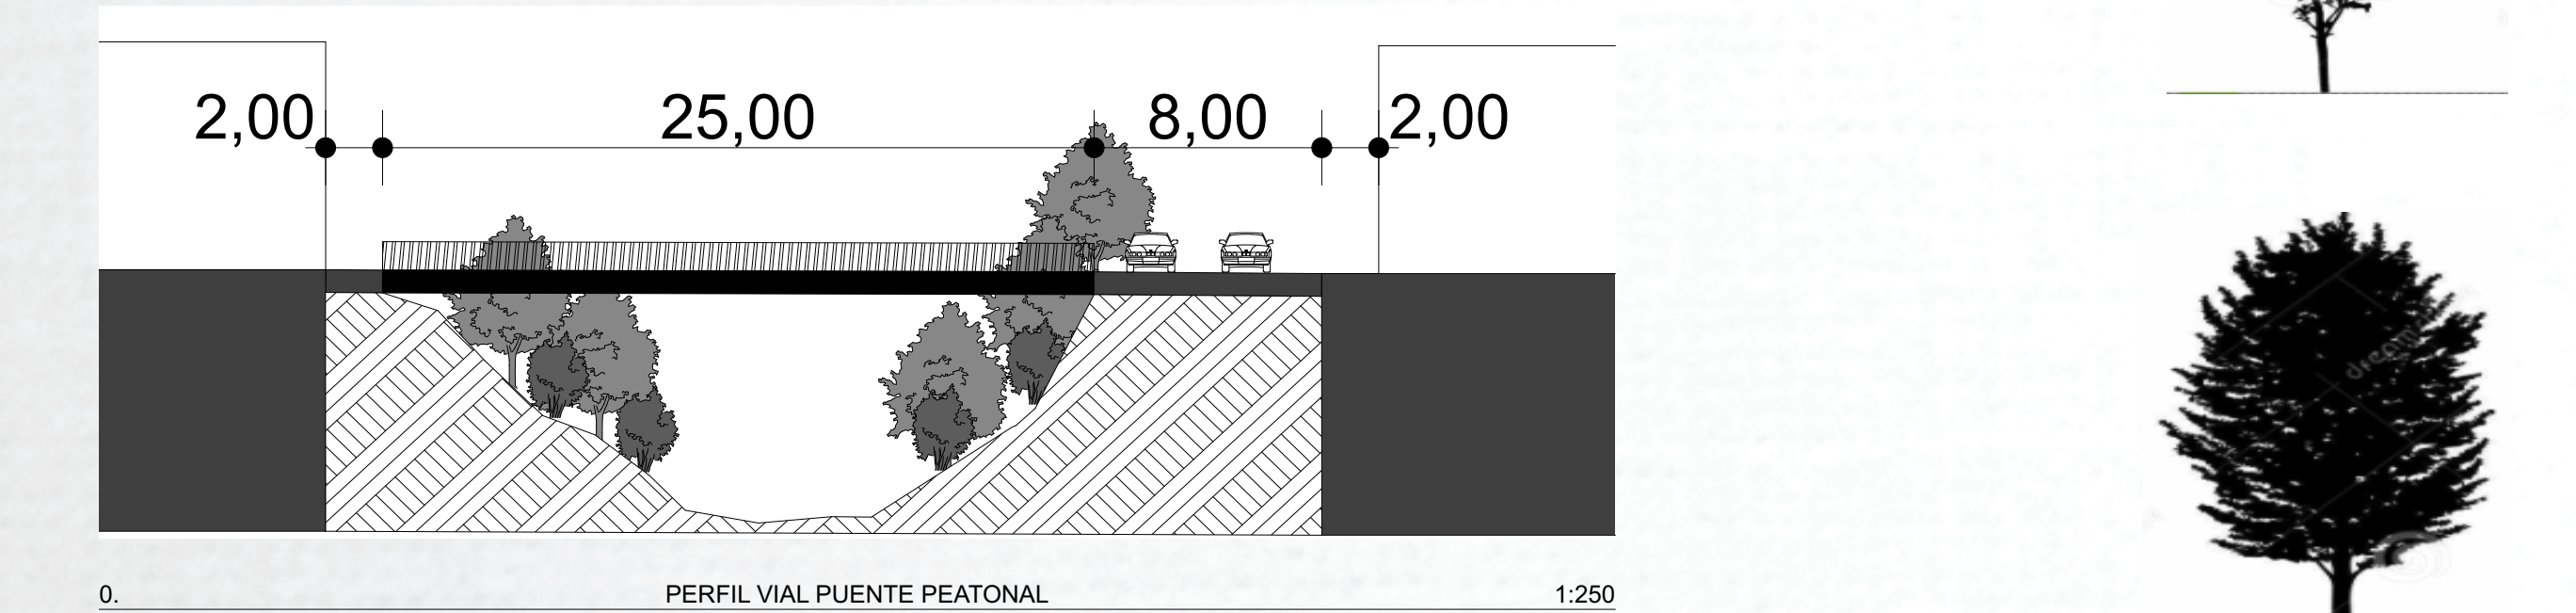 2,00 25,00 8,00 2,00
0. PERFIL VIAL PUENTE PEATONAL 1:250